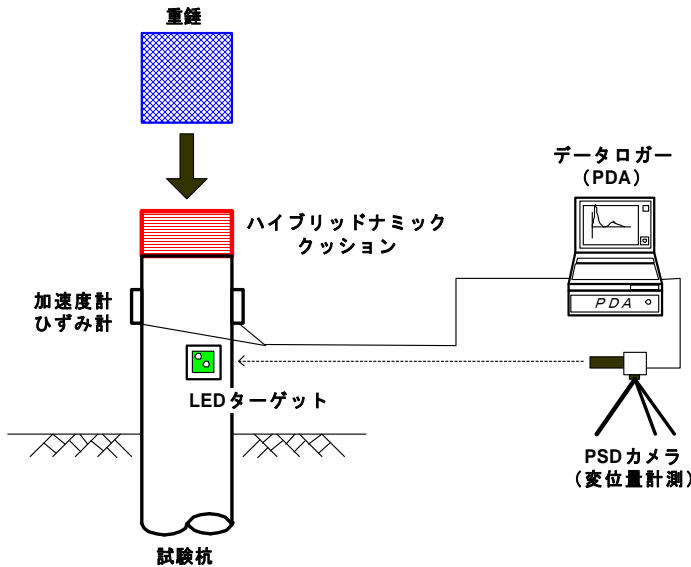 重錘
ハイブリッドナミック
クッション
データロガー
(PDA)
PDA
加速度計
ひずみ計
LEDターゲット
PSDカメラ
(変位量計測)
試験杭